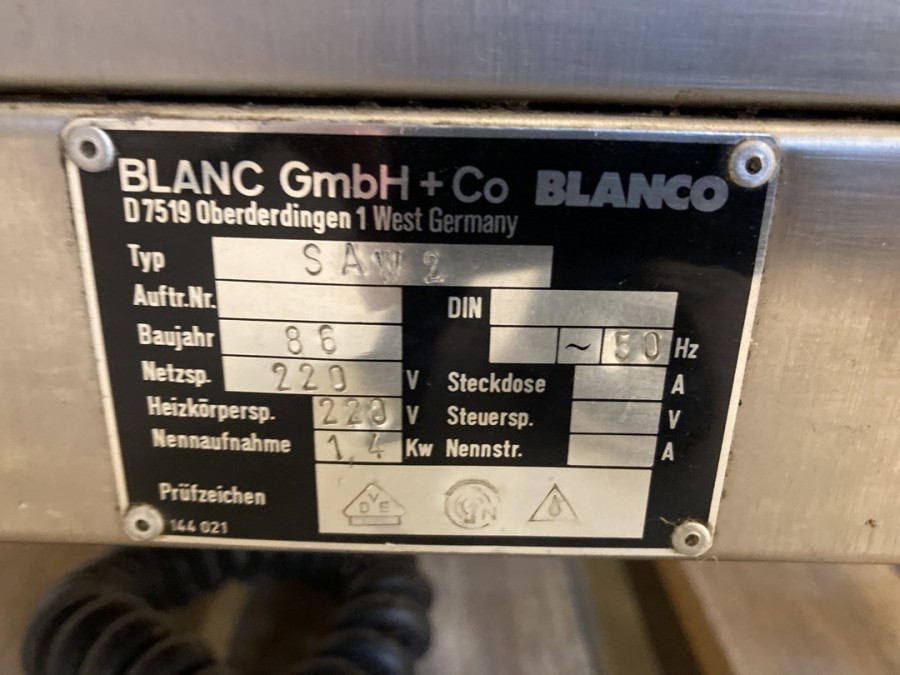 BLANC GmbH + Co BLANCO
D 7519 Oberderdingen 1 West Germany
Typ SAW 2
Auftr.Nr. DIN
Baujahr 86 ~ 50 Hz
Netzsp. 220 V Steckdose A
Heizkörpersp. 220 V Steuersp. V
Nennaufnahme 1,4 Kw Nennstr. A
Prüfzeichen VDE
144 021